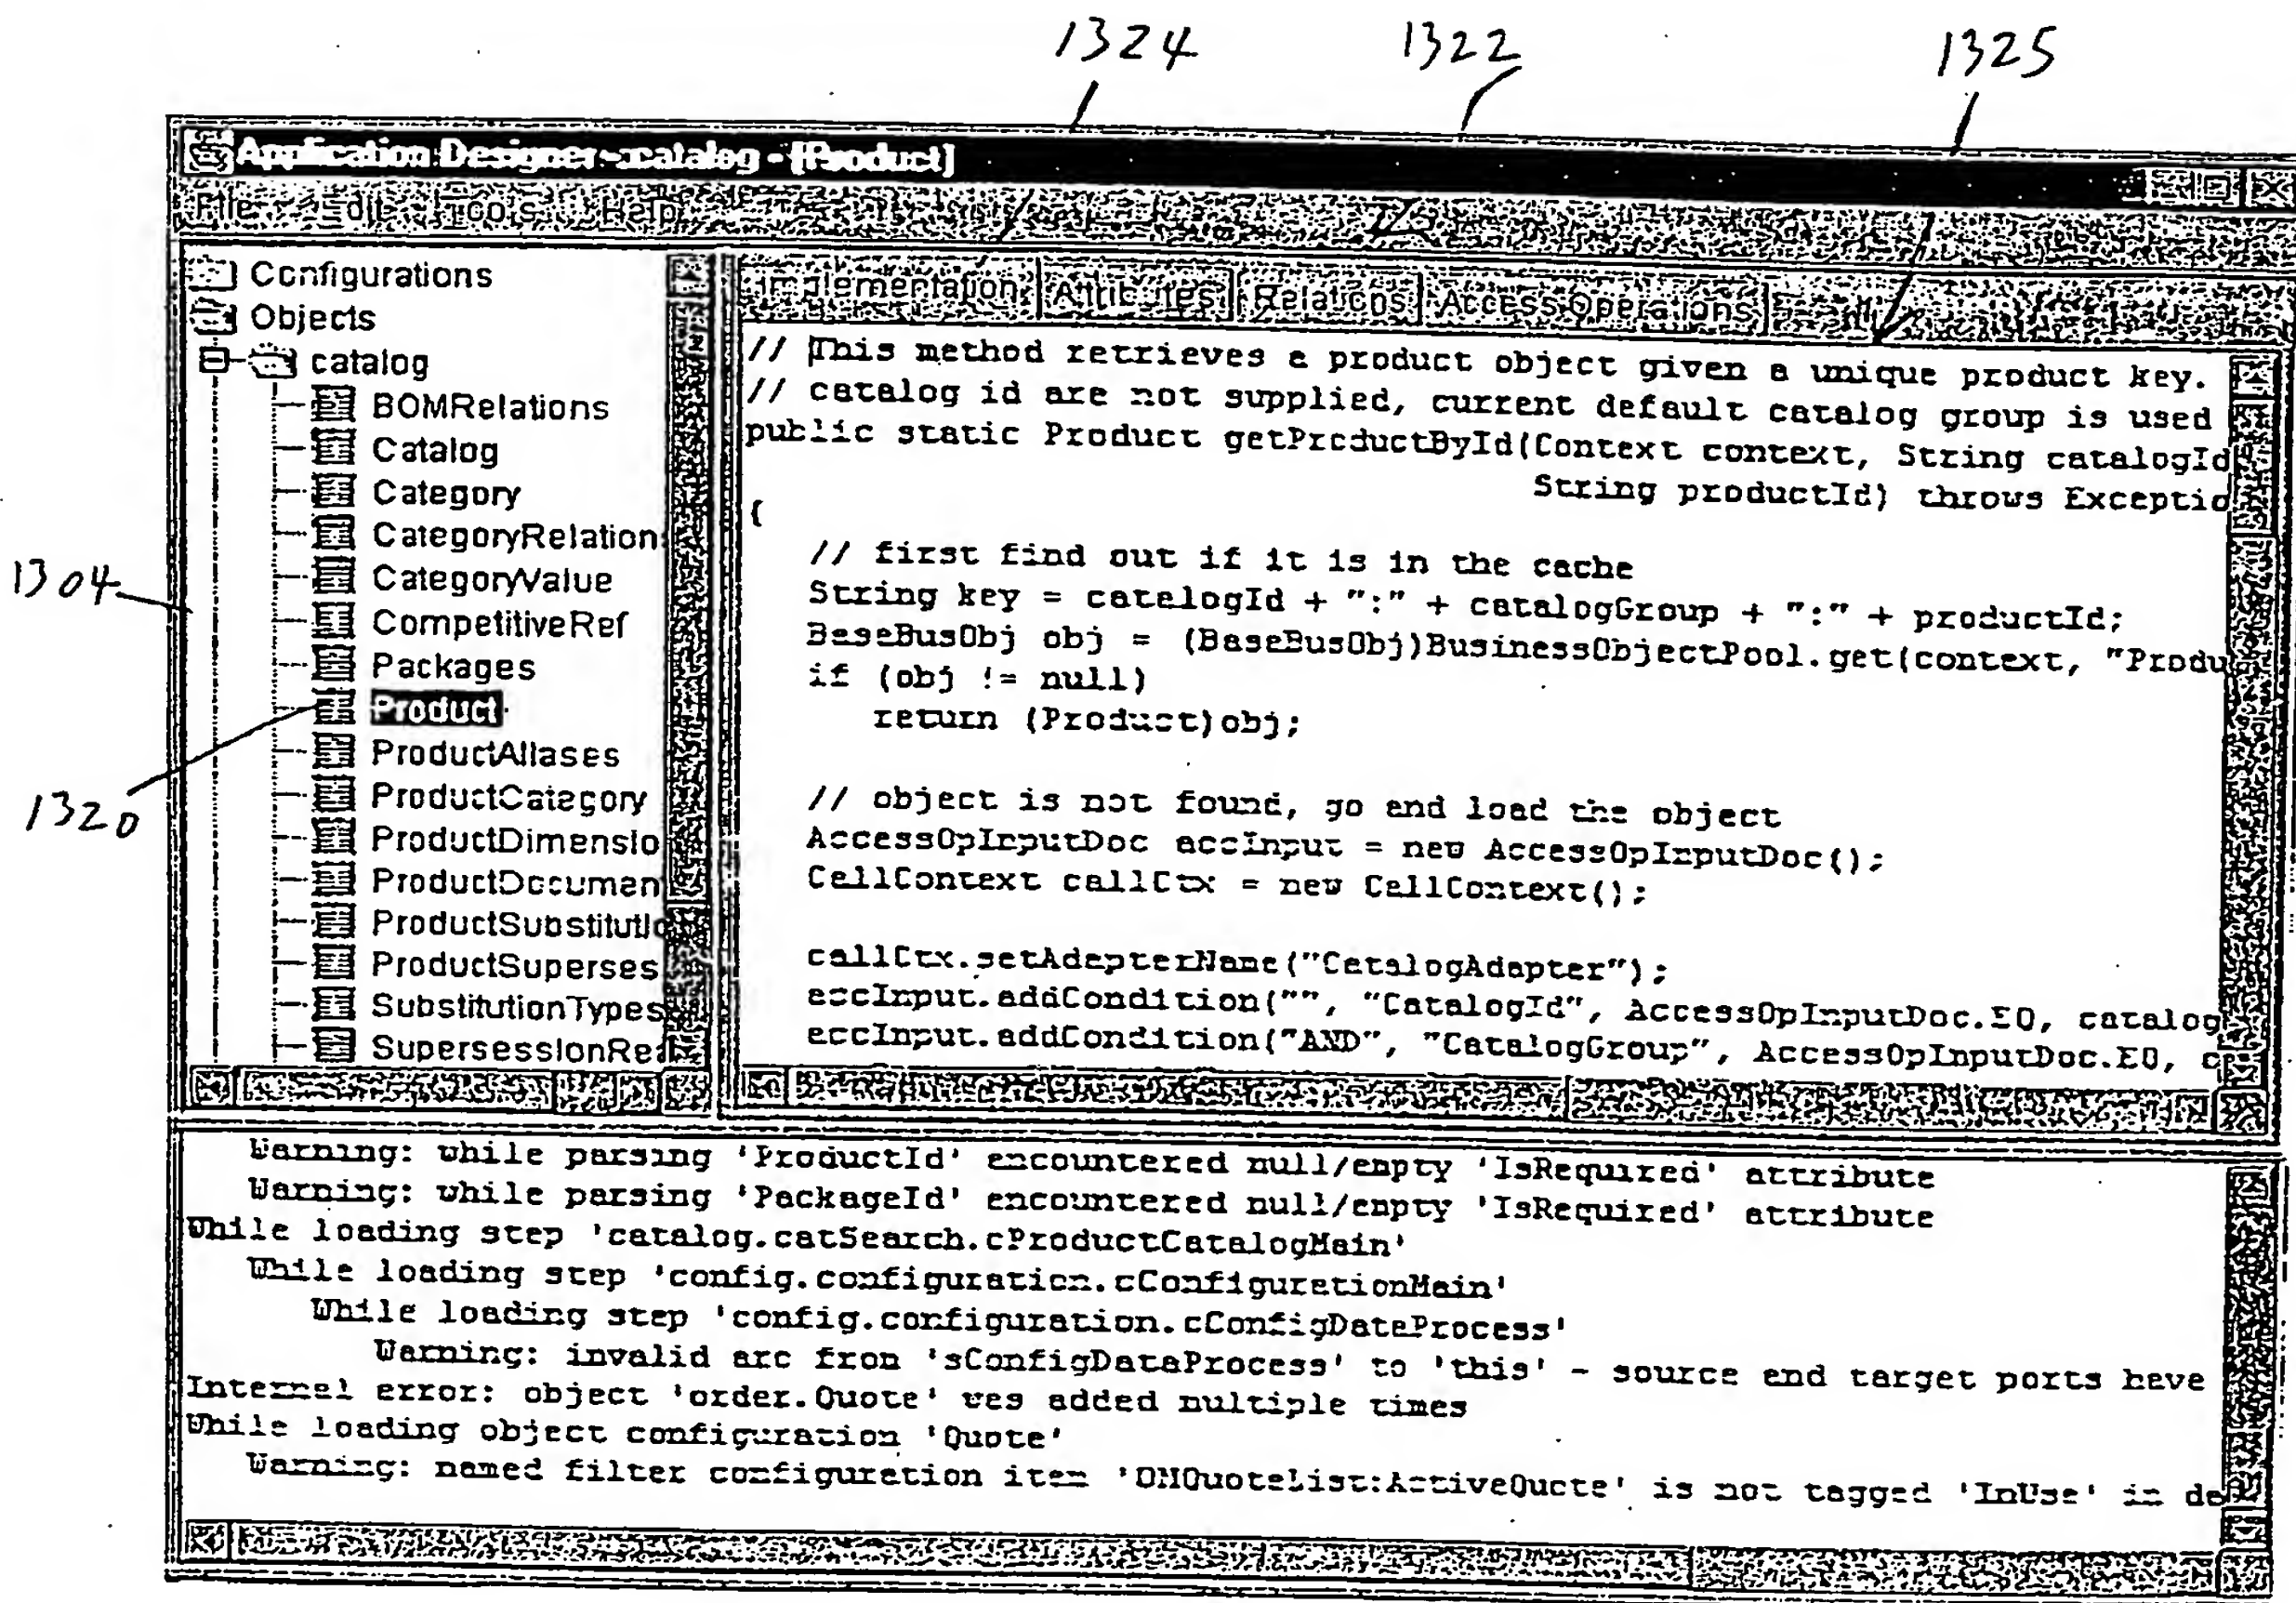 1324 1322 1325
Application Designer - catalog - [Product]
File Edit Tools Help
Configurations
Objects
catalog
BOMRelations
Catalog
Category
CategoryRelation
CategoryValue
CompetitiveRef
Packages
Product
ProductAliases
ProductCategory
ProductDimensio
ProductDocumen
ProductSubstitutio
ProductSuperses
SubstitutionTypes
SupersessionRea
1304
1320
Implementation Attributes Relations Access Operations
// This method retrieves a product object given a unique product key.
// catalog id are not supplied, current default catalog group is used
public static Product getProductById(Context context, String catalogId
String productId) throws Exceptio
{
// first find out if it is in the cache
String key = catalogId + ":" + catalogGroup + ":" + productId;
BaseBusObj obj = (BaseBusObj)BusinessObjectPool.get(context, "Produ
if (obj != null)
return (Product)obj;
// object is not found, go and load the object
AccessOpInputDoc accInput = new AccessOpInputDoc();
CallContext callCtx = new CallContext();
callCtx.setAdapterName("CatalogAdapter");
accInput.addCondition("", "CatalogId", AccessOpInputDoc.EQ, catalog
accInput.addCondition("AND", "CatalogGroup", AccessOpInputDoc.EQ, c
Warning: while parsing 'ProductId' encountered null/empty 'IsRequired' attribute
Warning: while parsing 'PackageId' encountered null/empty 'IsRequired' attribute
While loading step 'catalog.catSearch.cProductCatalogMain'
While loading step 'config.configuration.cConfigurationMain'
While loading step 'config.configuration.cConfigDataProcess'
Warning: invalid arc from 'sConfigDataProcess' to 'this' - source and target ports have
Internal error: object 'order.Quote' was added multiple times
While loading object configuration 'Quote'
Warning: named filter configuration item 'OMQuoteList:ActiveQuote' is not tagged 'InUse' in de